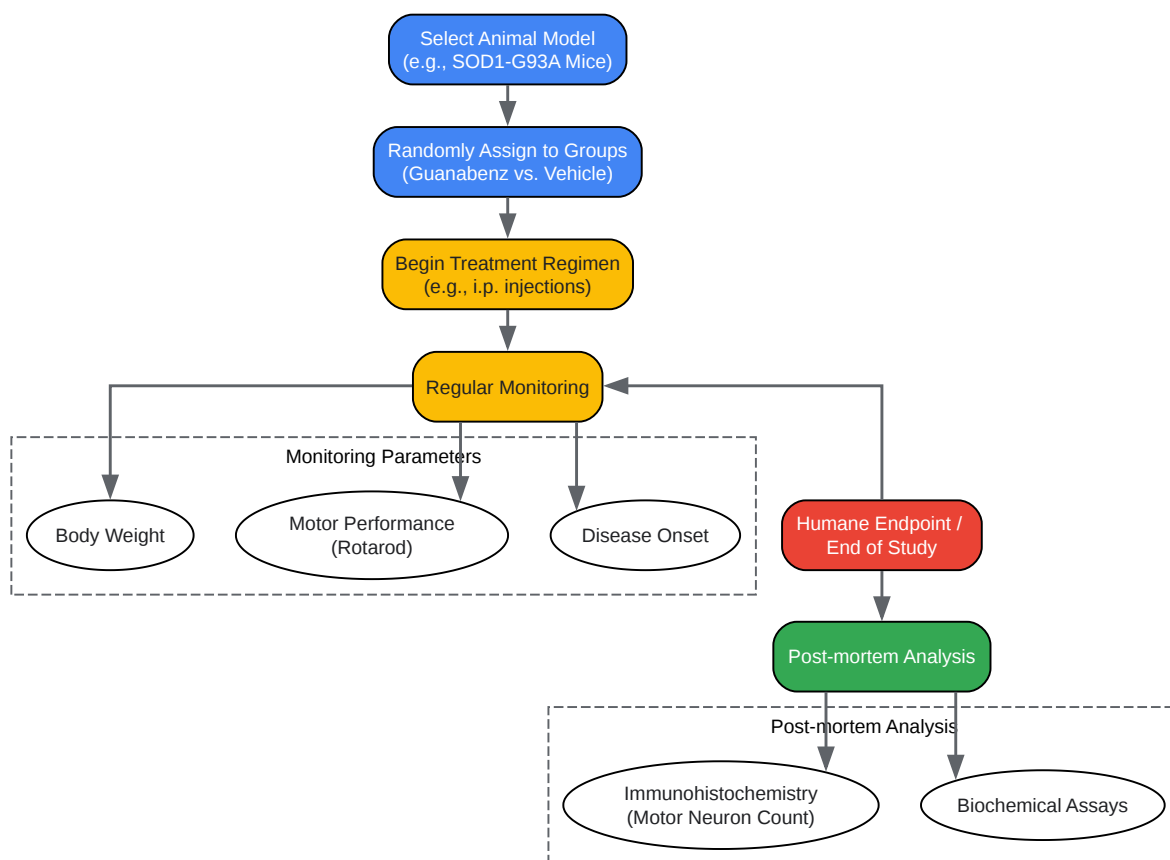 Select Animal Model
(e.g., SOD1-G93A Mice)
Randomly Assign to Groups
(Guanabenz vs. Vehicle)
Begin Treatment Regimen
(e.g., i.p. injections)
Regular Monitoring
Monitoring Parameters
Body Weight
Motor Performance
(Rotarod)
Disease Onset
Humane Endpoint /
End of Study
Post-mortem Analysis
Post-mortem Analysis
Immunohistochemistry
(Motor Neuron Count)
Biochemical Assays